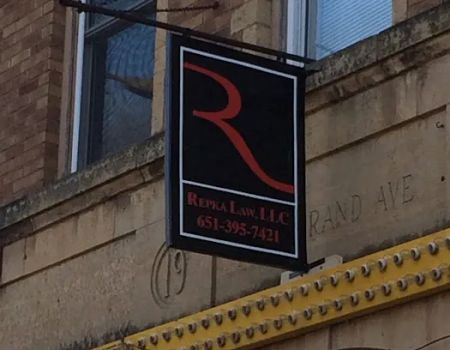 R
REPKA LAW, LLC
651-395-7421
19
RAND AVE